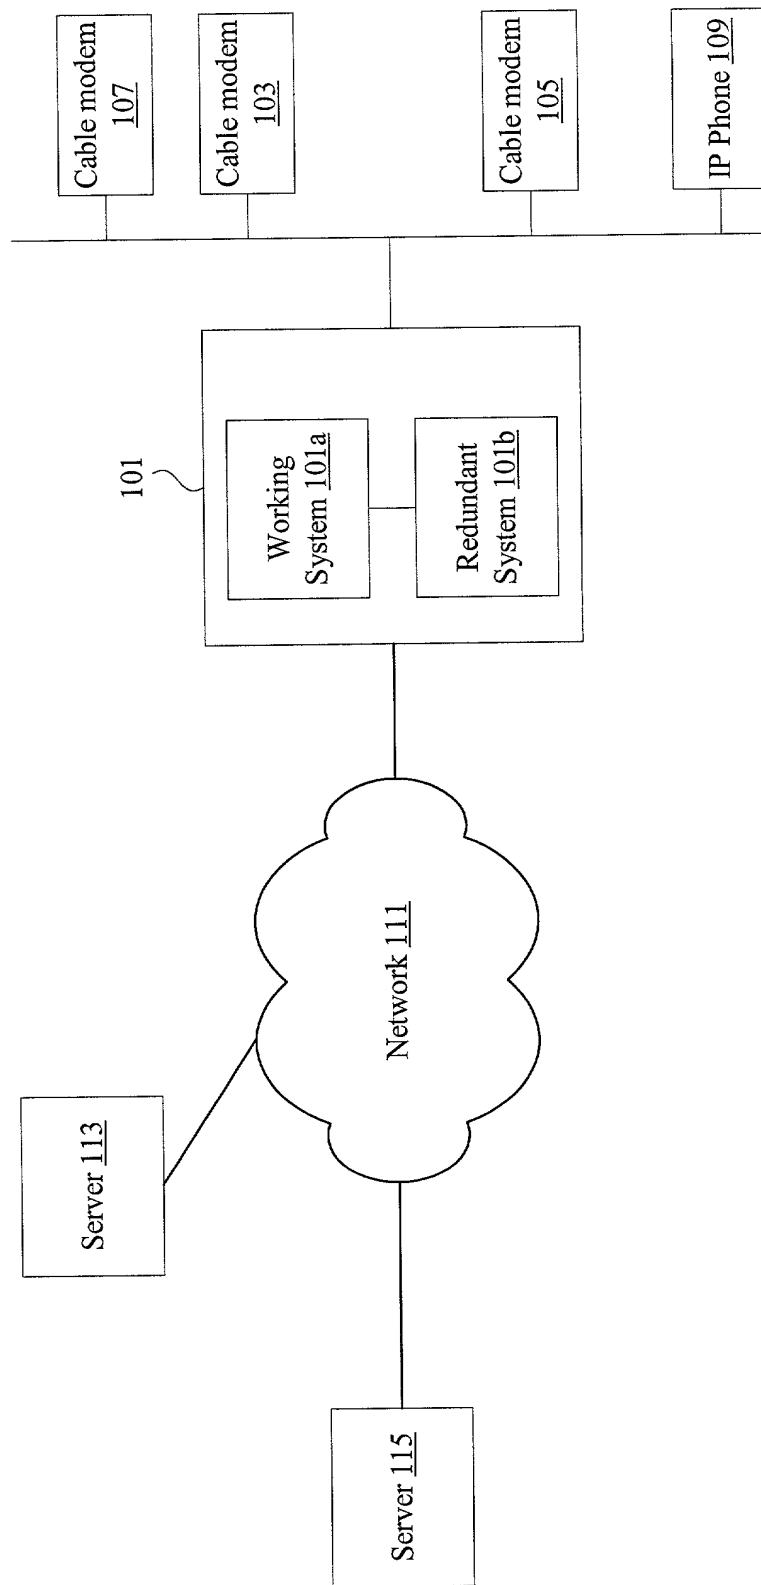 Cable modem
107
Cable modem
103
Cable modem
105
IP Phone 109
101
Working
System 101a
Redundant
System 101b
Network 111
Server 113
Server 115